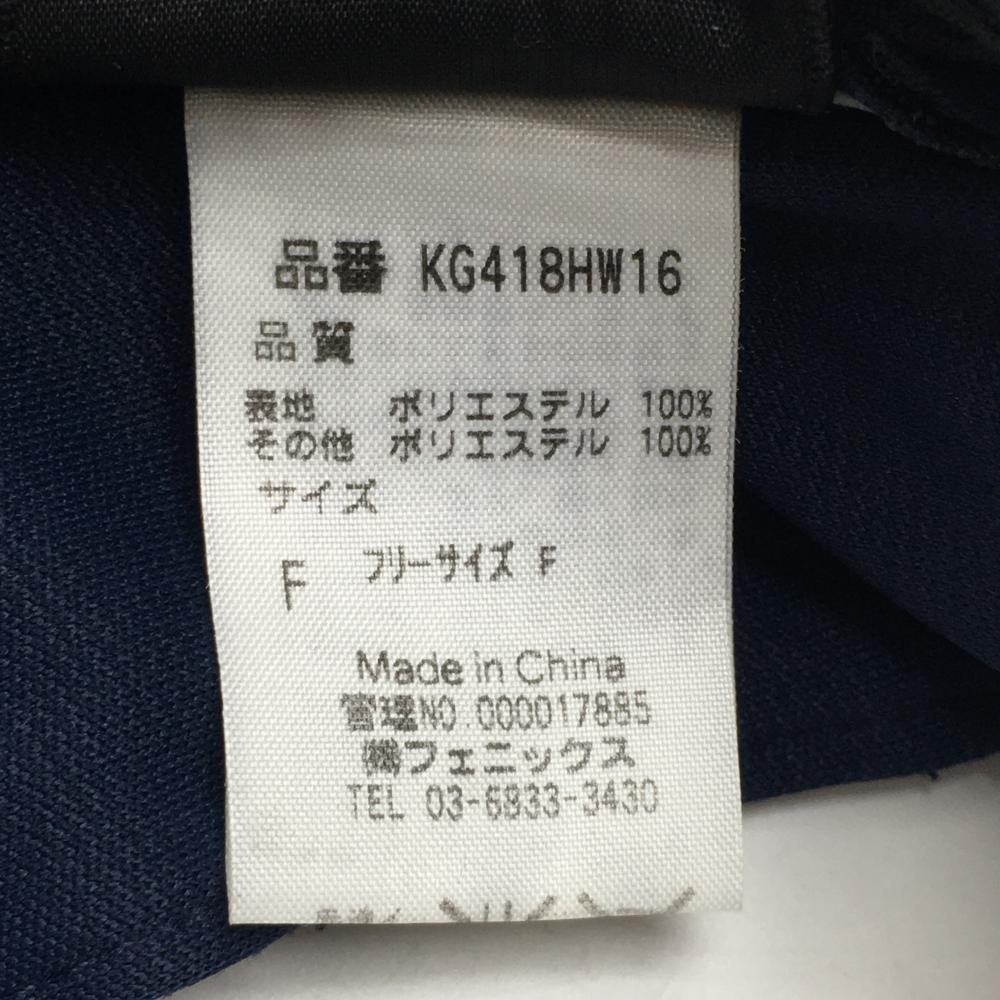 品番 KG418HW16
品質
表地 ポリエステル 100%
その他 ポリエステル 100%
サイズ
F フリーサイズ F
Made in China
管理NO.000017885
㈱フェニックス
TEL 03-6833-3430